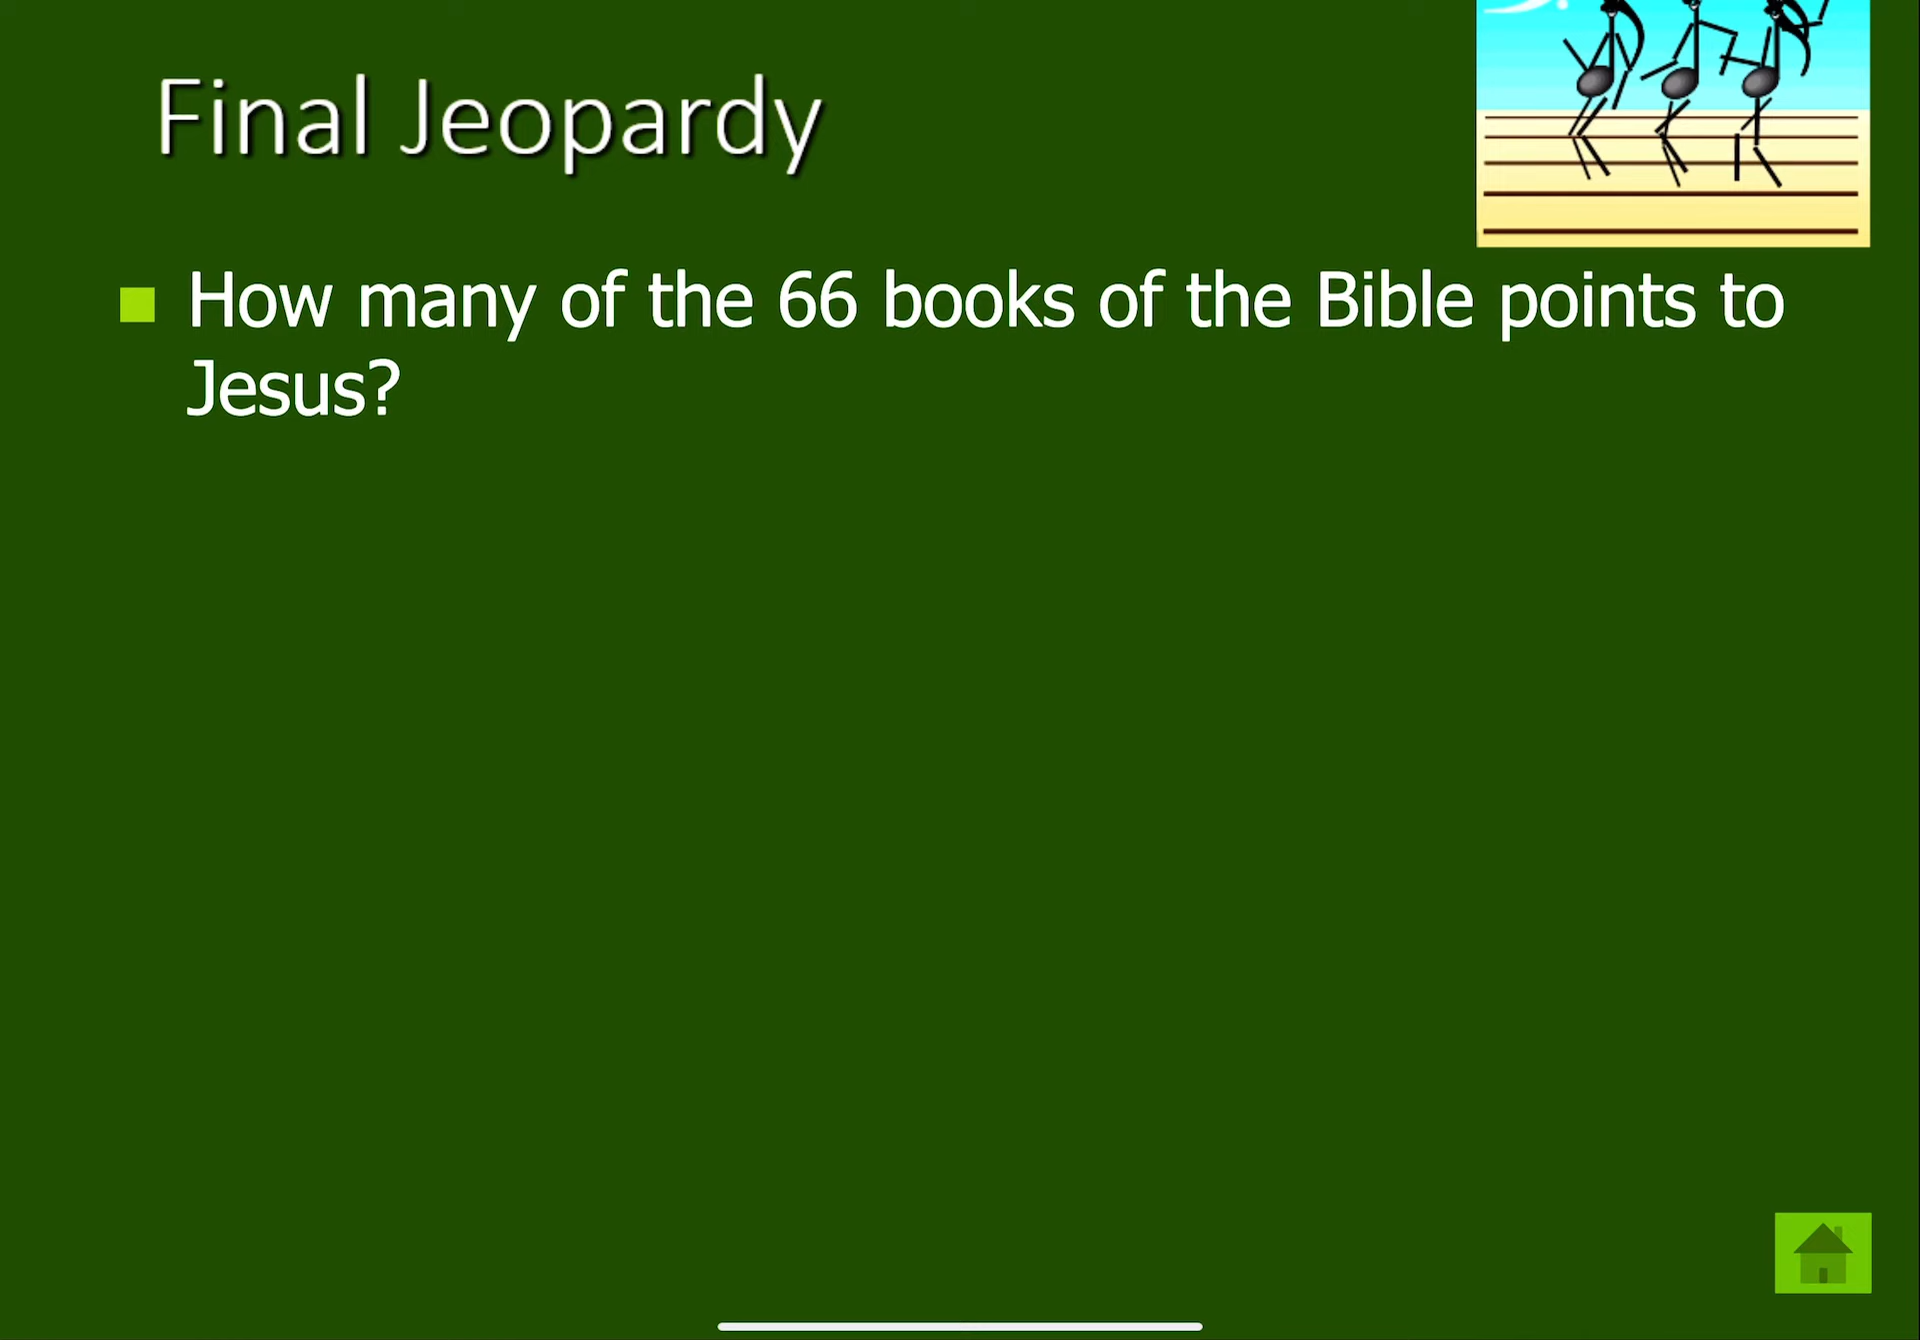 Final Jeopardy
How many of the 66 books of the Bible points to
Jesus?